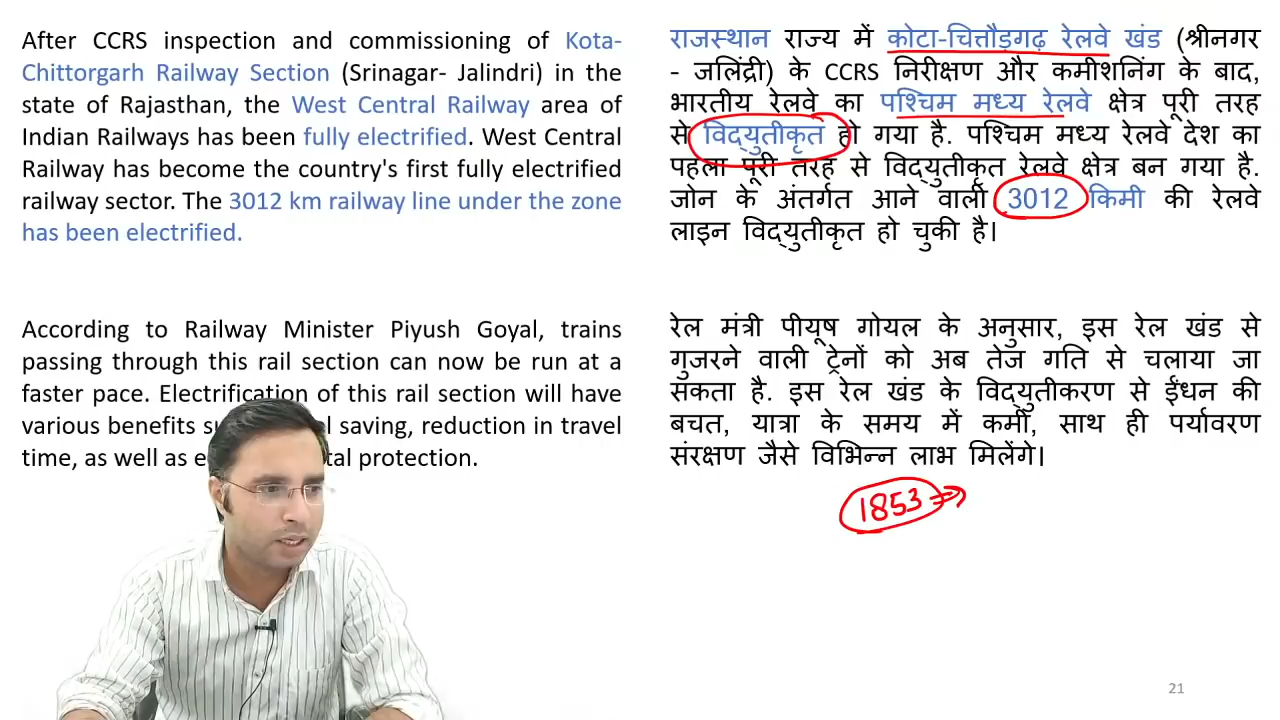 After CCRS inspection and commissioning of Kota-
Chittorgarh Railway Section (Srinagar- Jalindri) in the
state of Rajasthan, the West Central Railway area of
Indian Railways has been fully electrified. West Central
Railway has become the country's first fully electrified
railway sector. The 3012 km railway line under the zone
has been electrified.
According to Railway Minister Piyush Goyal, trains
passing through this rail section can now be run at a
faster pace. Electrification of this rail section will have
various benefits saving, reduction in travel
time, as well as protection.
राजस्थान राज्य में कोटा-चित्तौड़गढ़ रेलवे खंड (श्रीनगर
- जलिंद्री) के CCRS निरीक्षण और कमीशनिंग के बाद,
भारतीय रेलवे का पश्चिम मध्य रेलवे क्षेत्र पूरी तरह
से विद्युतीकृत हो गया है. पश्चिम मध्य रेलवे देश का
पहला पूरी तरह से विद्युतीकृत रेलवे क्षेत्र बन गया है.
जोन के अंतर्गत आने वाली 3012 किमी की रेलवे
लाइन विद्युतीकृत हो चुकी है।
रेल मंत्री पीयूष गोयल के अनुसार, इस रेल खंड से
गुजरने वाली ट्रेनों को अब तेज गति से चलाया जा
सकता है. इस रेल खंड के विद्युतीकरण से ईंधन की
बचत, यात्रा के समय में कमी, साथ ही पर्यावरण
संरक्षण जैसे विभिन्न लाभ मिलेंगे।
1853
21